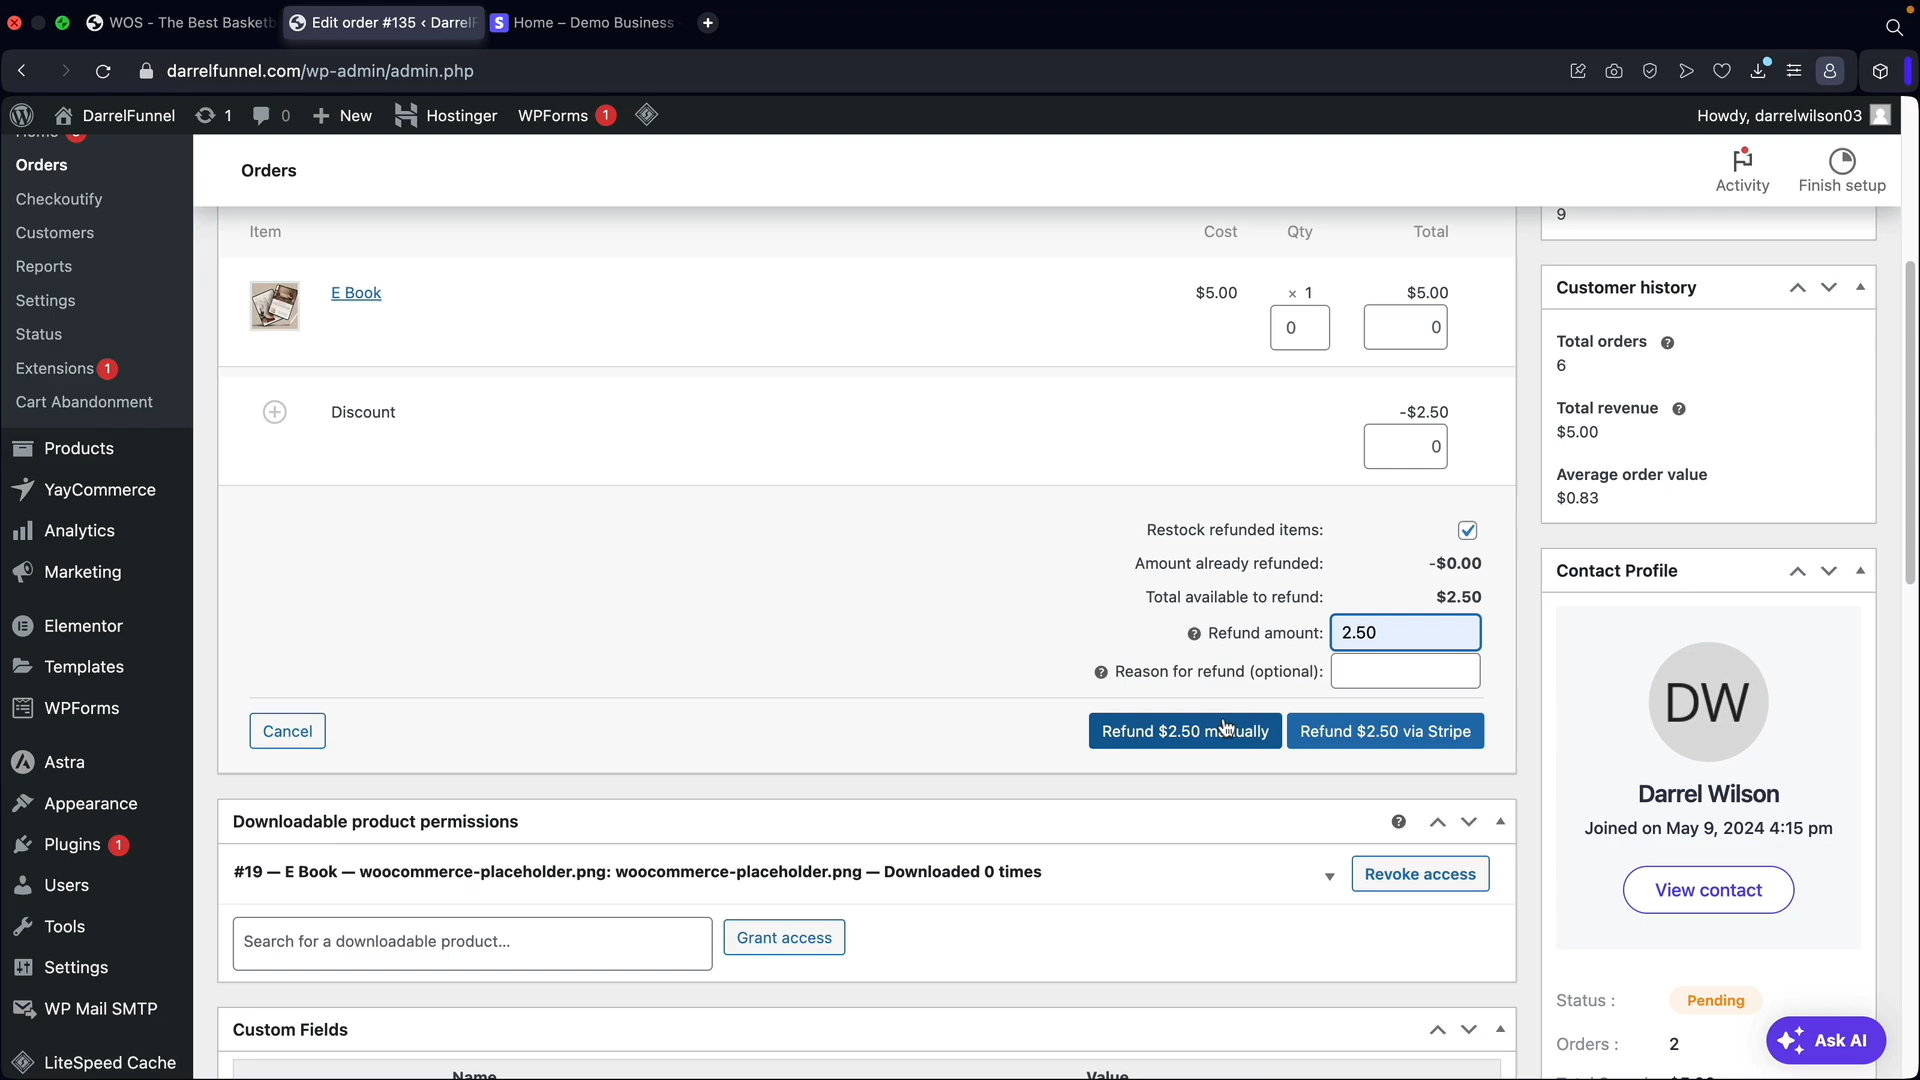 WOS - The Best Basketb
Edit order #135 ‹ Darrel
Home – Demo Business
darrelfunnel.com/wp-admin/admin.php
DarrelFunnel
1
0
New
Hostinger
WPForms 1
Howdy, darrelwilson03
Orders
Checkoutify
Customers
Reports
Settings
Status
Extensions 1
Cart Abandonment
Products
YayCommerce
Analytics
Marketing
Elementor
Templates
WPForms
Astra
Appearance
Plugins 1
Users
Tools
Settings
WP Mail SMTP
LiteSpeed Cache
Orders
Activity
Finish setup
Item Cost Qty Total
E Book $5.00 × 1 $5.00
0 0
Discount -$2.50
0
Restock refunded items:
Amount already refunded: -$0.00
Total available to refund: $2.50
Refund amount: 2.50
Reason for refund (optional):
Cancel
Refund $2.50 manually
Refund $2.50 via Stripe
Downloadable product permissions
#19 — E Book — woocommerce-placeholder.png: woocommerce-placeholder.png — Downloaded 0 times
Revoke access
Search for a downloadable product...
Grant access
Custom Fields
Name Value
9
Customer history
Total orders
6
Total revenue
$5.00
Average order value
$0.83
Contact Profile
DW
Darrel Wilson
Joined on May 9, 2024 4:15 pm
View contact
Status : Pending
Orders : 2
Ask AI